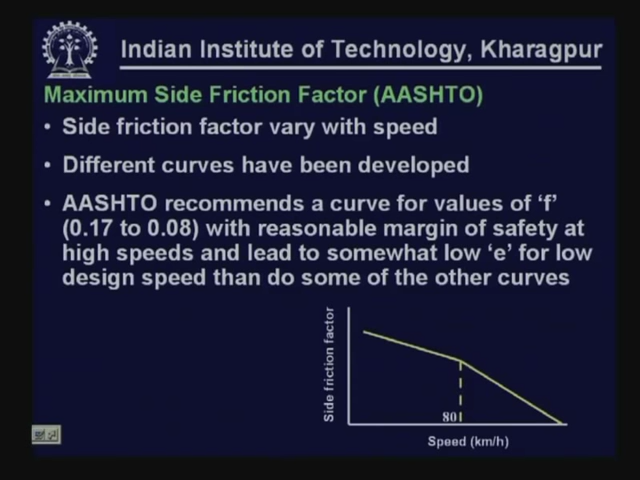 Indian Institute of Technology, Kharagpur
Maximum Side Friction Factor (AASHTO)
• Side friction factor vary with speed
• Different curves have been developed
• AASHTO recommends a curve for values of ‘f’
(0.17 to 0.08) with reasonable margin of safety at
high speeds and lead to somewhat low ‘e’ for low
design speed than do some of the other curves
Side friction factor
80
Speed (km/h)